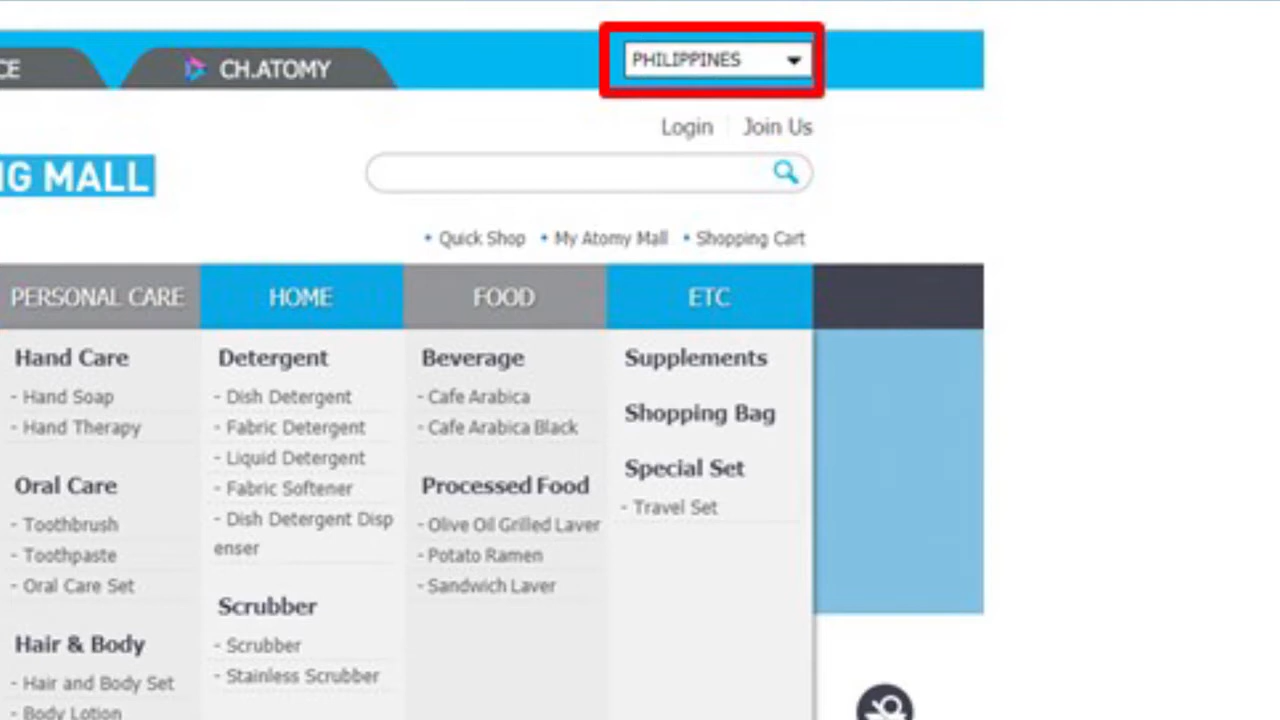 CE
CH.ATOMY
PHILIPPINES
Login
Join Us
NG MALL
Quick Shop
My Atomy Mall
Shopping Cart
PERSONAL CARE
HOME
FOOD
ETC
Hand Care
- Hand Soap
- Hand Therapy
Oral Care
- Toothbrush
- Toothpaste
- Oral Care Set
Hair & Body
- Hair and Body Set
- Body Lotion
Detergent
- Dish Detergent
- Fabric Detergent
- Liquid Detergent
- Fabric Softener
- Dish Detergent Disp
enser
Scrubber
- Scrubber
- Stainless Scrubber
Beverage
- Cafe Arabica
- Cafe Arabica Black
Processed Food
- Olive Oil Grilled Laver
- Potato Ramen
- Sandwich Laver
Supplements
Shopping Bag
Special Set
- Travel Set